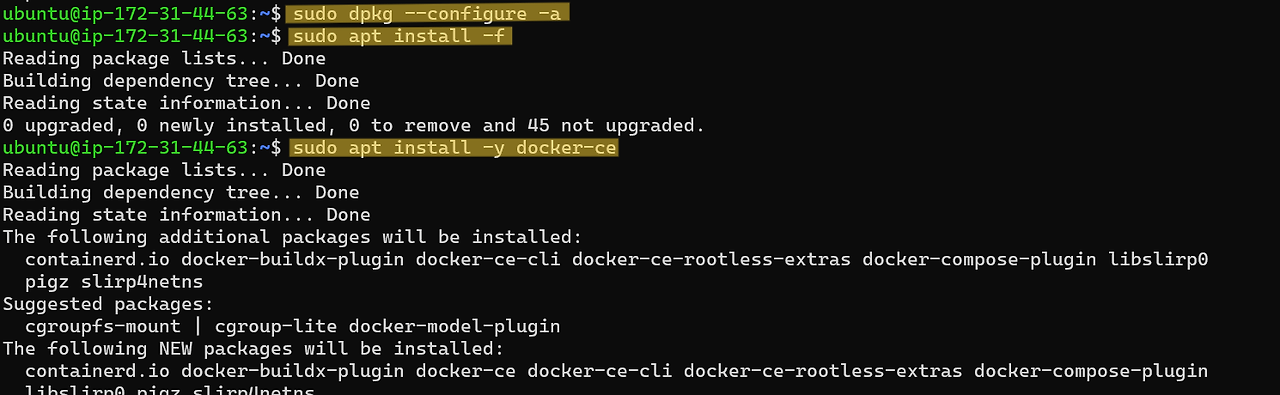 ubuntu@ip-172-31-44-63:~$ sudo dpkg --configure -a
ubuntu@ip-172-31-44-63:~$ sudo apt install -f
Reading package lists... Done
Building dependency tree... Done
Reading state information... Done
0 upgraded, 0 newly installed, 0 to remove and 45 not upgraded.
ubuntu@ip-172-31-44-63:~$ sudo apt install -y docker-ce
Reading package lists... Done
Building dependency tree... Done
Reading state information... Done
The following additional packages will be installed:
  containerd.io docker-buildx-plugin docker-ce-cli docker-ce-rootless-extras docker-compose-plugin libslirp0
  pigz slirp4netns
Suggested packages:
  cgroupfs-mount | cgroup-lite docker-model-plugin
The following NEW packages will be installed:
  containerd.io docker-buildx-plugin docker-ce docker-ce-cli docker-ce-rootless-extras docker-compose-plugin
  libslirp0 pigz slirp4netns